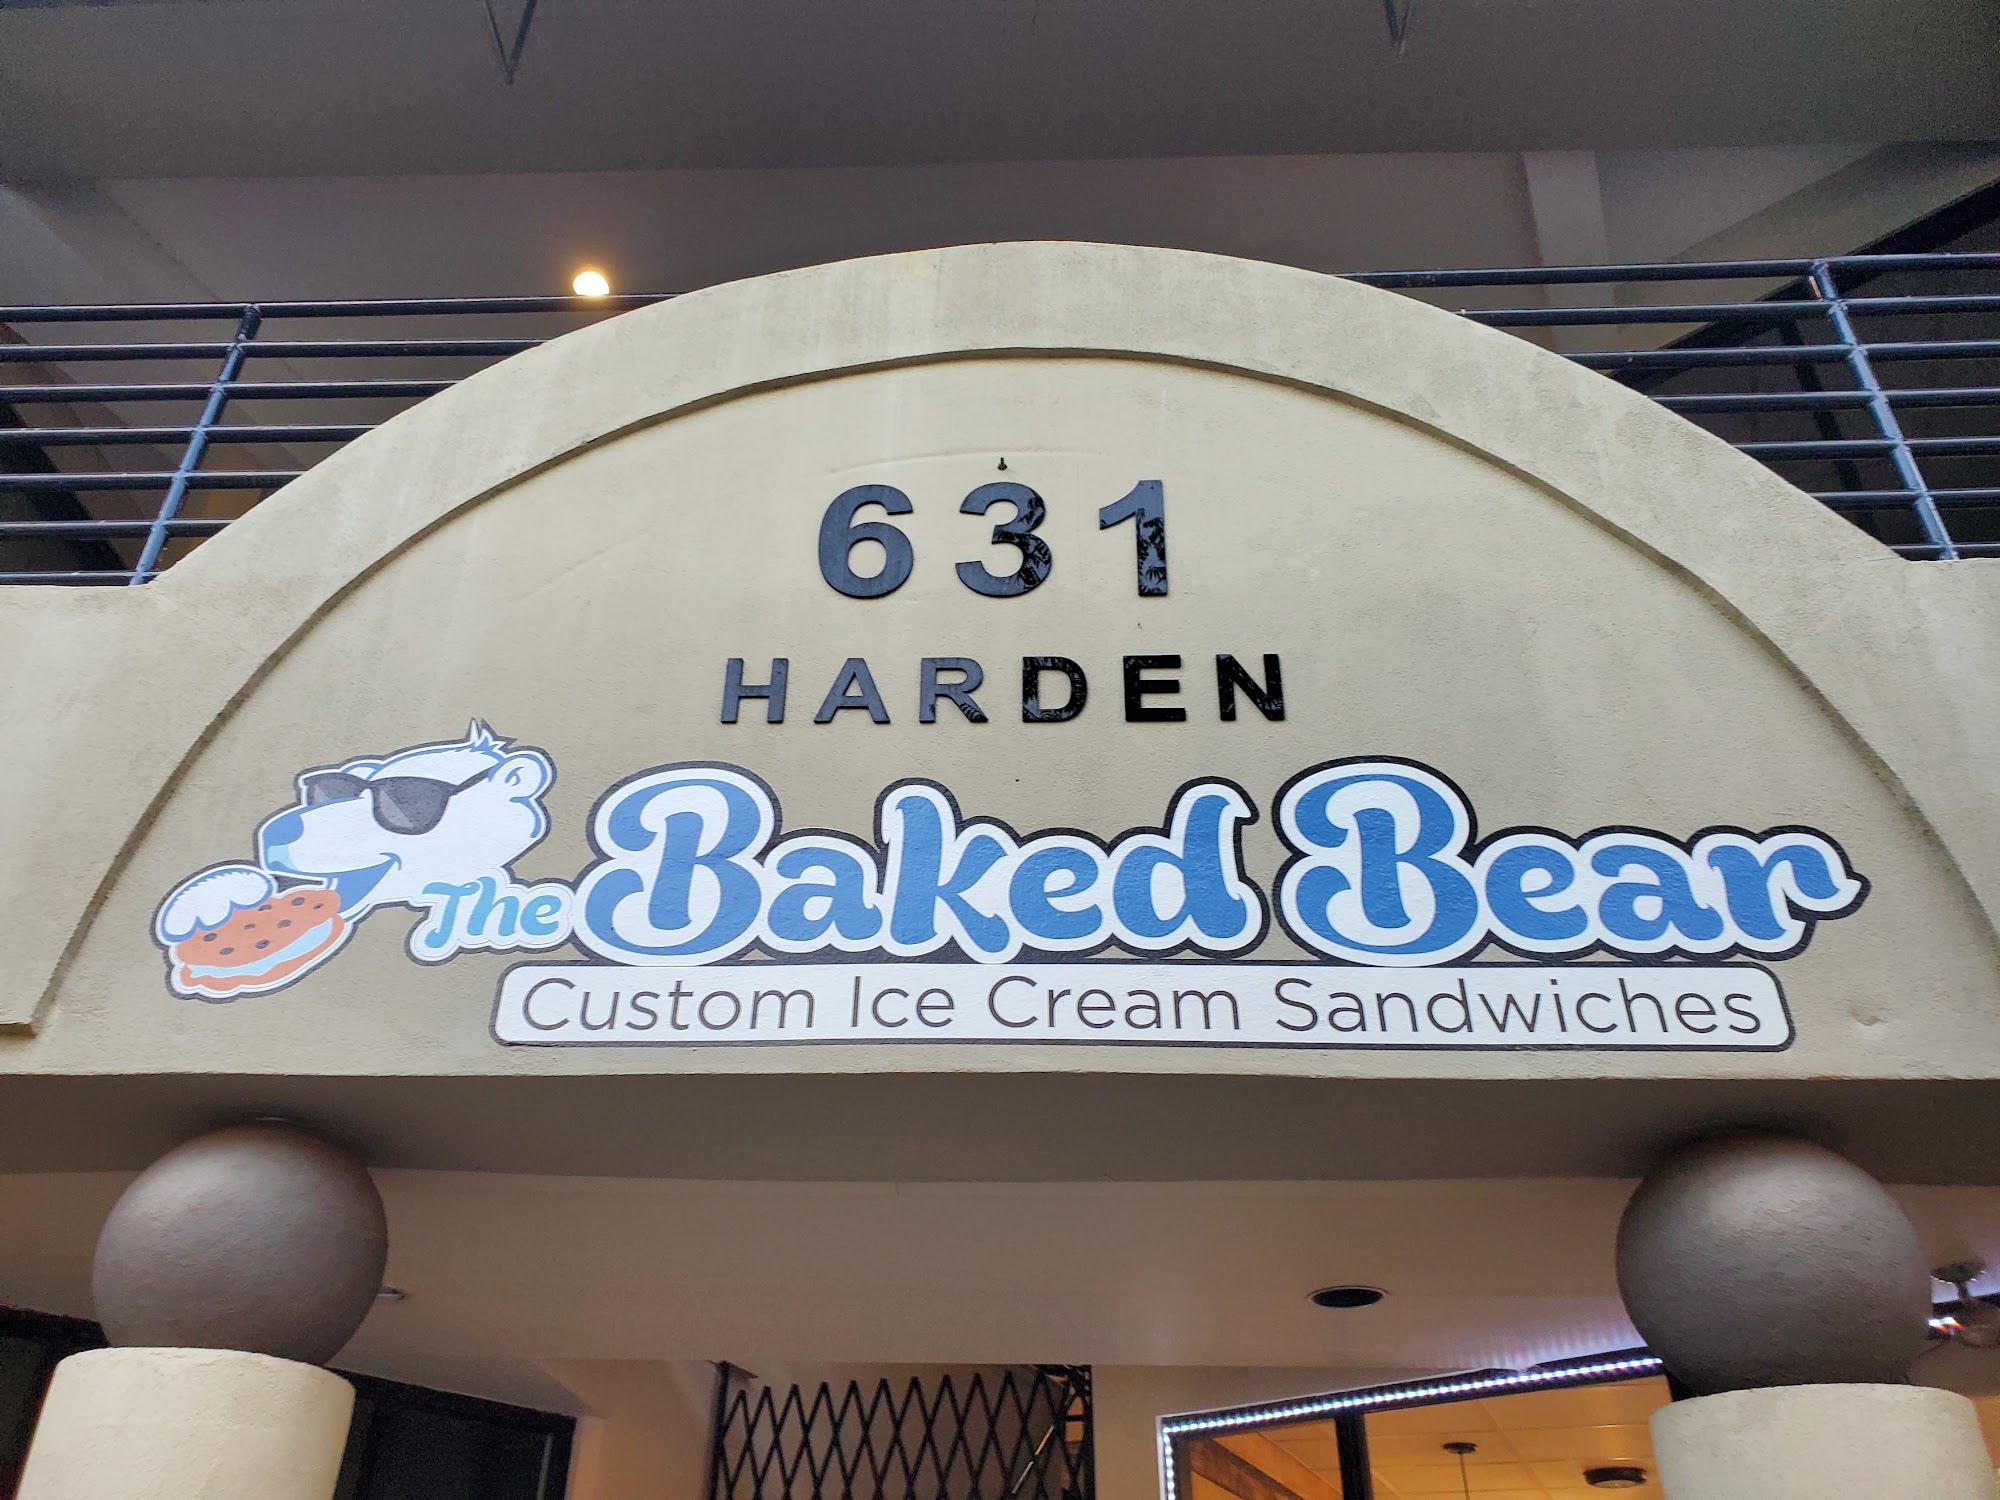 631
HARDEN
The Baked Bear
Custom Ice Cream Sandwiches